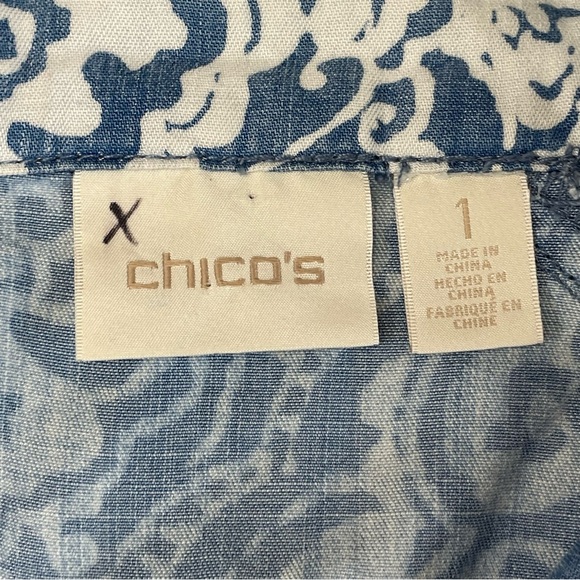 X
chico's
1
MADE IN
CHINA
HECHO EN
CHINA
FABRIQUÉ EN
CHINE